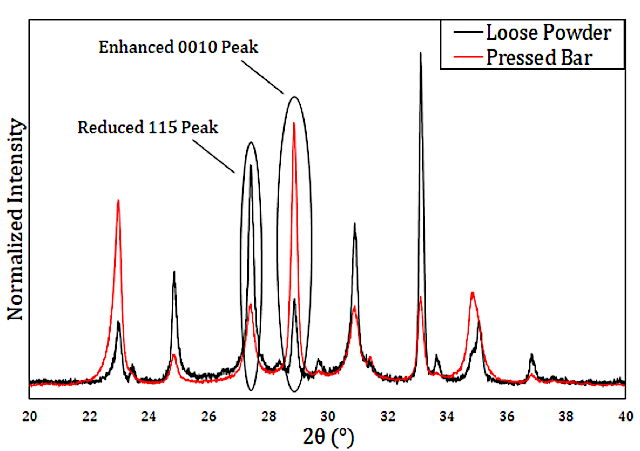 Loose Powder
Pressed Bar
Enhanced 0010 Peak
Reduced 115 Peak
Normalized Intensity
20 22 24 26 28 30 32 34 36 38 40
2θ (°)